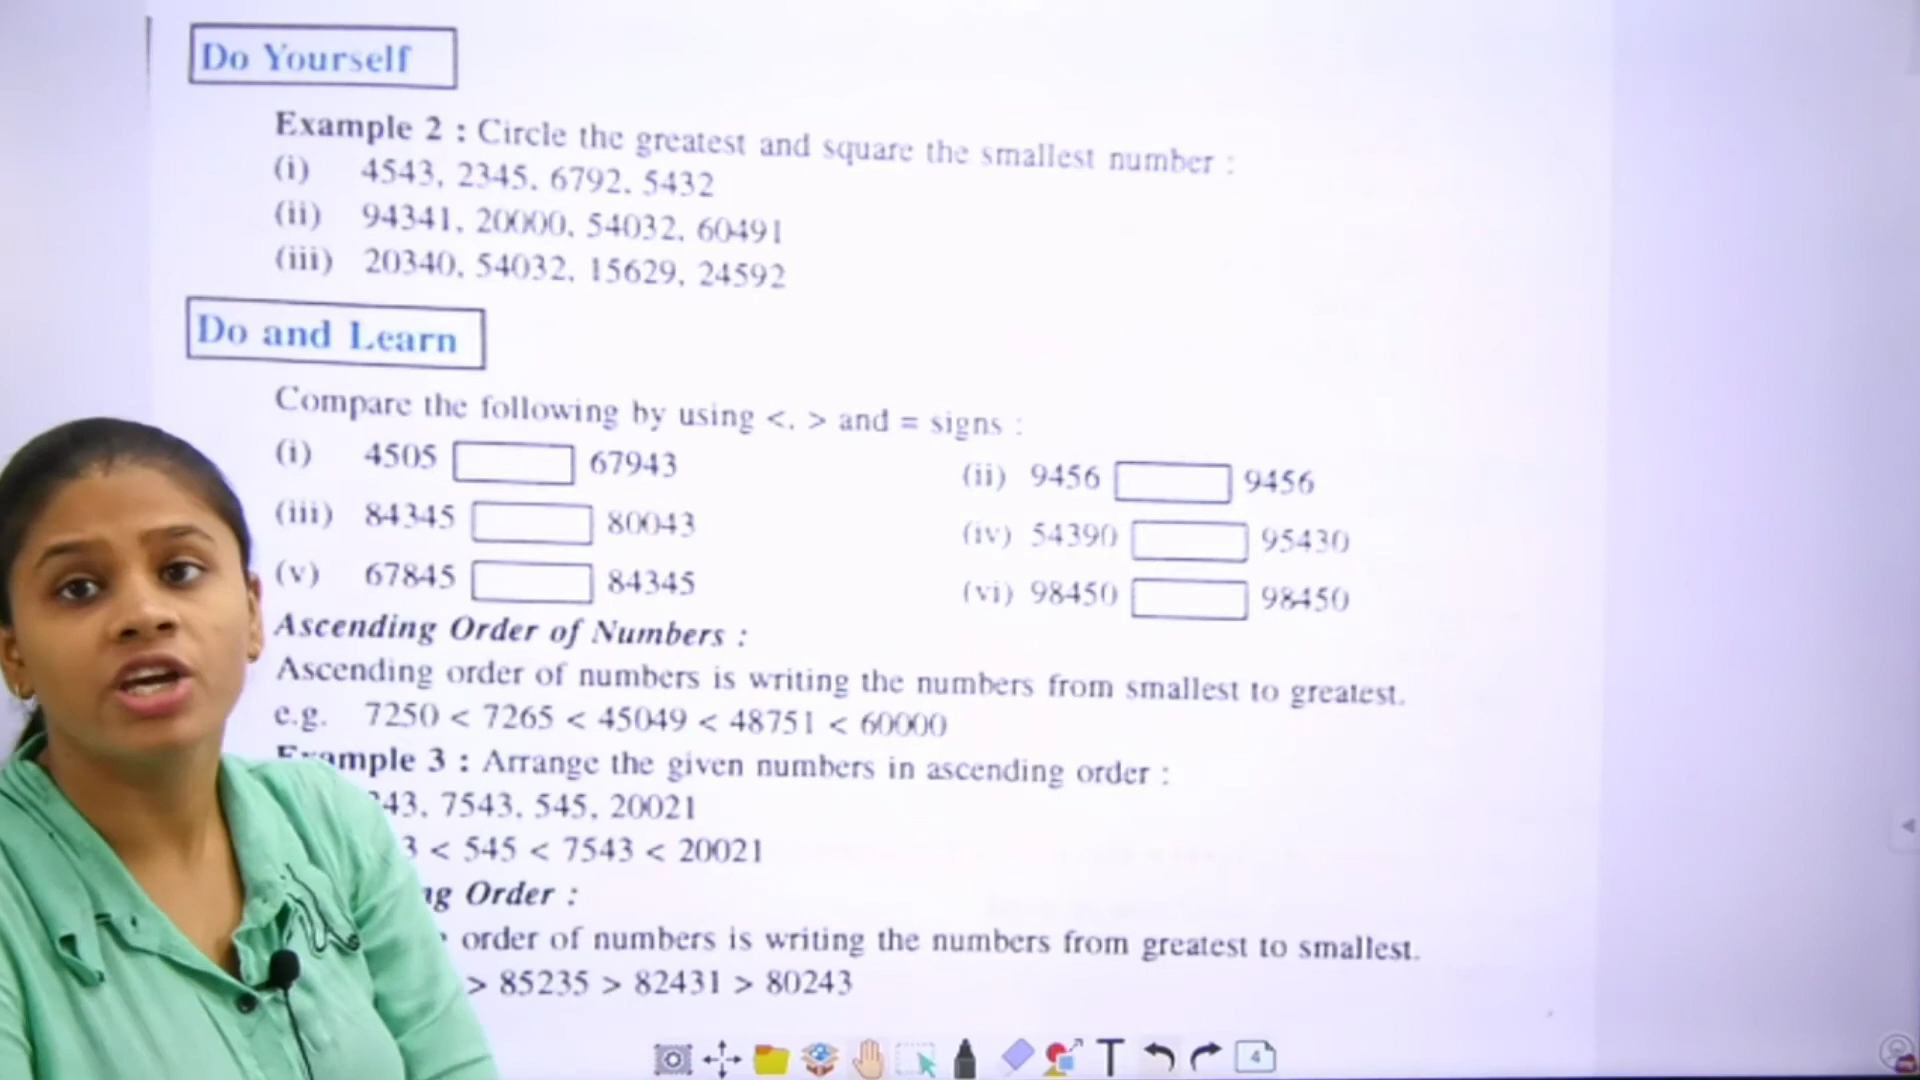 Do Yourself
Example 2 : Circle the greatest and square the smallest number :
(i) 4543, 2345, 6792, 5432
(ii) 94341, 20000, 54032, 60491
(iii) 20340, 54032, 15629, 24592
Do and Learn
Compare the following by using <, > and = signs :
(i) 4505 67943 (ii) 9456 9456
(iii) 84345 80043 (iv) 54390 95430
(v) 67845 84345 (vi) 98450 98450
Ascending Order of Numbers :
Ascending order of numbers is writing the numbers from smallest to greatest.
e.g. 7250 < 7265 < 45049 < 48751 < 60000
Example 3 : Arrange the given numbers in ascending order :
43, 7543, 545, 20021
3 < 545 < 7543 < 20021
ng Order :
order of numbers is writing the numbers from greatest to smallest.
> 85235 > 82431 > 80243
T 4